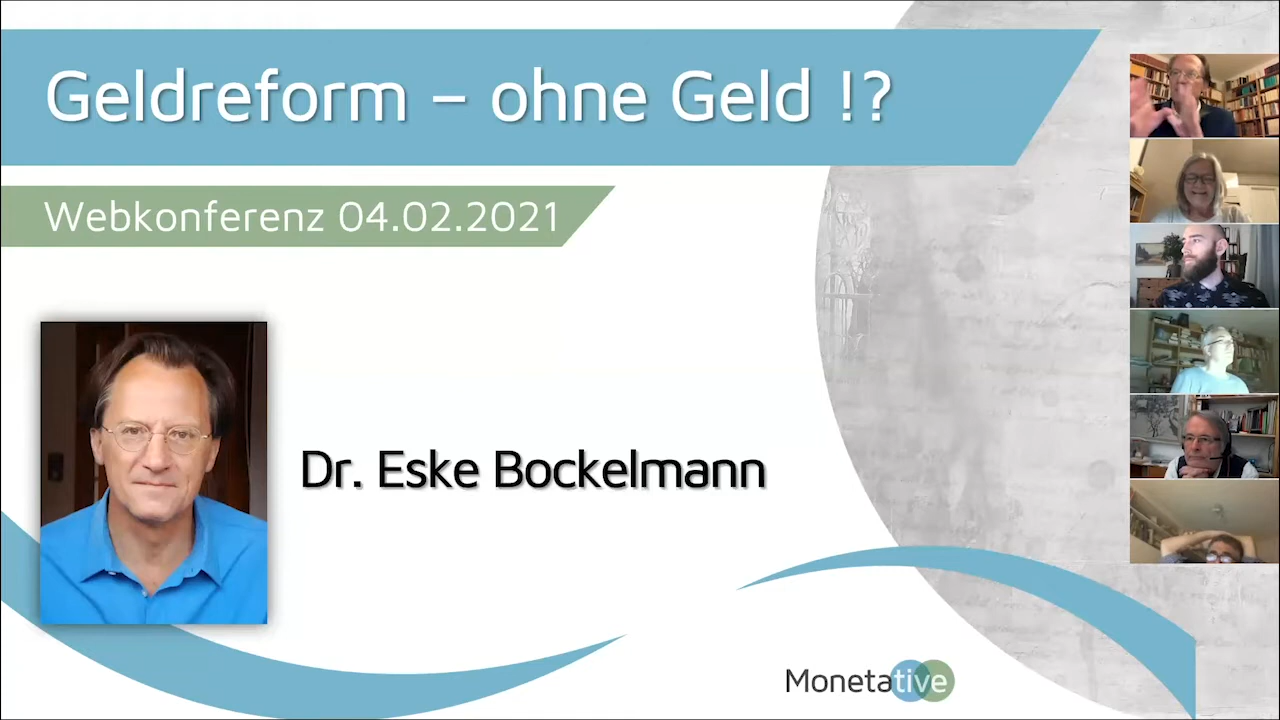 Geldreform – ohne Geld !?
Webkonferenz 04.02.2021
Dr. Eske Bockelmann
Monetative